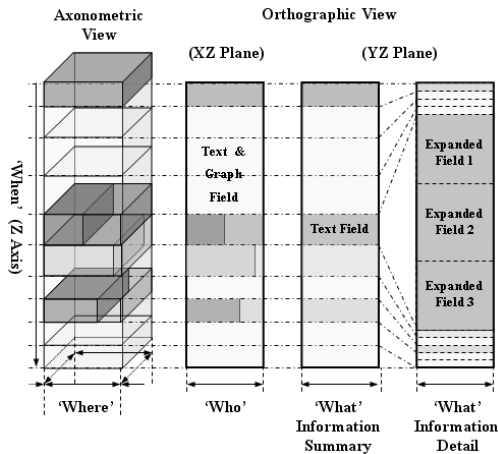 Axonometric
View
Orthographic View
(XZ Plane)
(YZ Plane)
‘When’ (Z Axis)
Text &
Graph
Field
Text Field
Expanded
Field 1
Expanded
Field 2
Expanded
Field 3
‘Where’
‘Who’
‘What’
Information
Summary
‘What’
Information
Detail